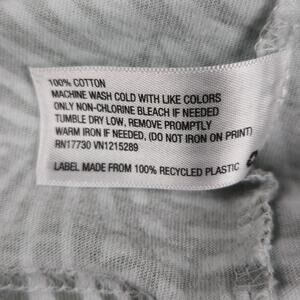 100% COTTON
MACHINE WASH COLD WITH LIKE COLORS
ONLY NON-CHLORINE BLEACH IF NEEDED
TUMBLE DRY LOW, REMOVE PROMPTLY
WARM IRON IF NEEDED, (DO NOT IRON ON PRINT)
RN17730 VN1215289
LABEL MADE FROM 100% RECYCLED PLASTIC